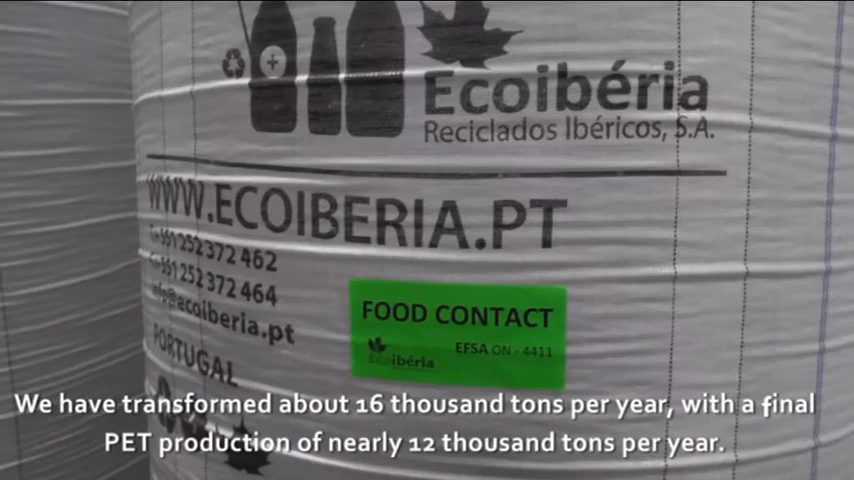 Ecoibéria
Reciclados Ibéricos, S.A.
WWW.ECOIBERIA.PT
252 372 462
252 372 464
info@ecoiberia.pt
PORTUGAL
FOOD CONTACT
Ecoibéria
EFSA ON - 4411
We have transformed about 16 thousand tons per year, with a final
PET production of nearly 12 thousand tons per year.